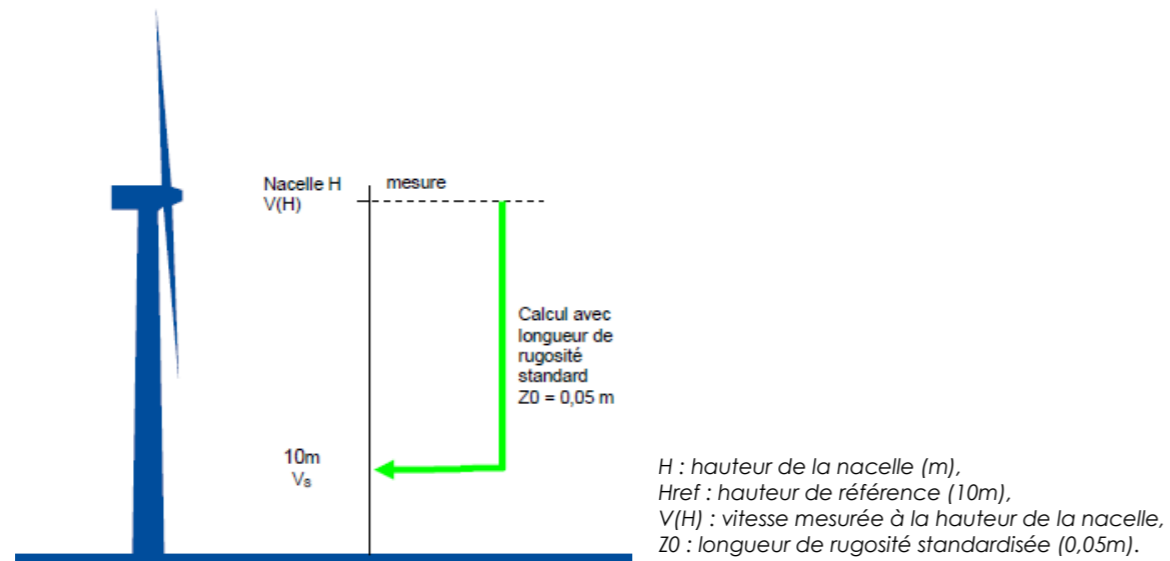 Nacelle H
V(H)
mesure
Calcul avec
longueur de
rugosité
standard
Z0 = 0,05 m
10m
Vs
H : hauteur de la nacelle (m),
Href : hauteur de référence (10m),
V(H) : vitesse mesurée à la hauteur de la nacelle,
Z0 : longueur de rugosité standardisée (0,05m).